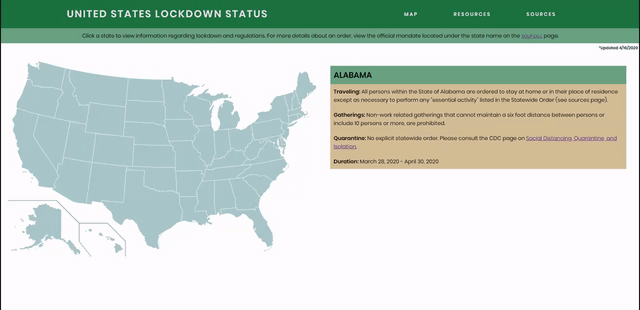 UNITED STATES LOCKDOWN STATUS
MAP
RESOURCES
SOURCES
Click a state to view information regarding lockdown and regulations. For more details about an order, view the official mandate located under the state name on the sources page.
*Updated 4/16/2020
ALABAMA
Traveling: All persons within the State of Alabama are ordered to stay at home or in their place of residence
except as necessary to perform any "essential activity" listed in the Statewide Order (see sources page).
Gatherings: Non-work related gatherings that cannot maintain a six foot distance between persons or
include 10 persons or more, are prohibited.
Quarantine: No explicit statewide order. Please consult the CDC page on Social Distancing, Quarantine, and
Isolation.
Duration: March 28, 2020 - April 30, 2020